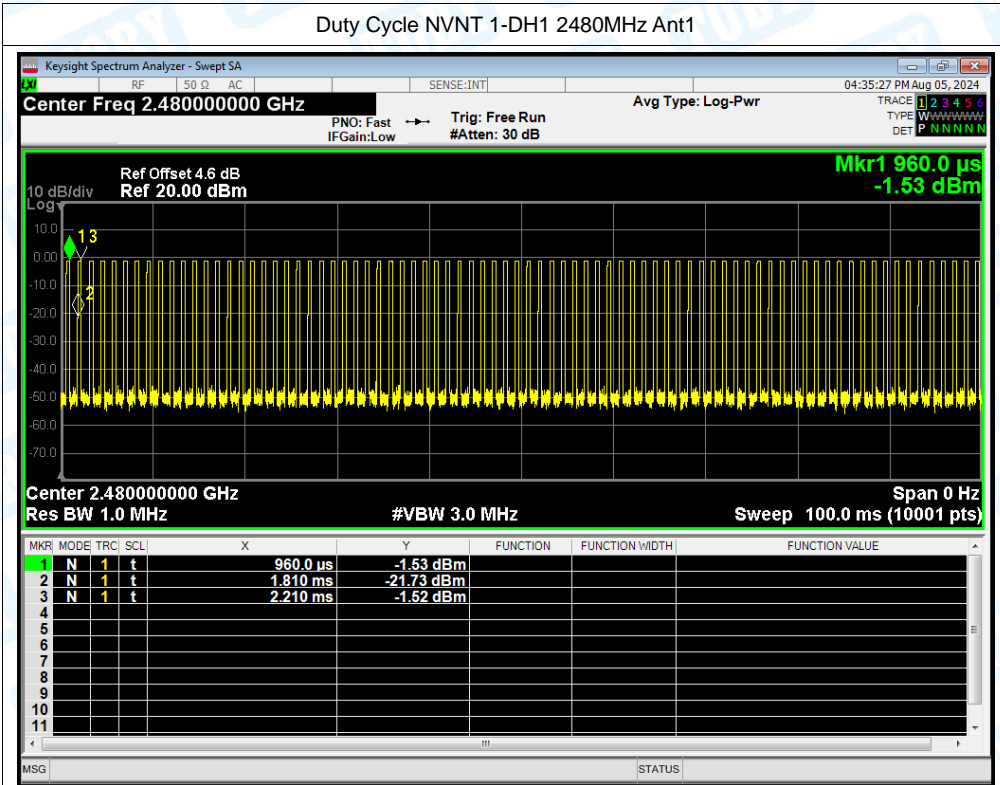 Duty Cycle NVNT 1-DH1 2480MHz Ant1
Keysight Spectrum Analyzer - Swept SA
LXI RF 50 Ω AC SENSE:INT 04:35:27 PM Aug 05, 2024
Center Freq 2.480000000 GHz Avg Type: Log-Pwr TRACE 1 2 3 4 5 6
PNO: Fast Trig: Free Run TYPE WWWWWWW
IFGain:Low #Atten: 30 dB DET P N N N N N
Mkr1 960.0 µs
-1.53 dBm
Ref Offset 4.6 dB
10 dB/div Ref 20.00 dBm
Log
10.0
1 3
0.00
-10.0
2
-20.0
-30.0
-40.0
-50.0
-60.0
-70.0
Center 2.480000000 GHz Span 0 Hz
Res BW 1.0 MHz #VBW 3.0 MHz Sweep 100.0 ms (10001 pts)
MKR MODE TRC SCL X Y FUNCTION FUNCTION WIDTH FUNCTION VALUE
1 N 1 t 960.0 µs -1.53 dBm
2 N 1 t 1.810 ms -21.73 dBm
3 N 1 t 2.210 ms -1.52 dBm
4
5
6
7
8
9
10
11
MSG STATUS